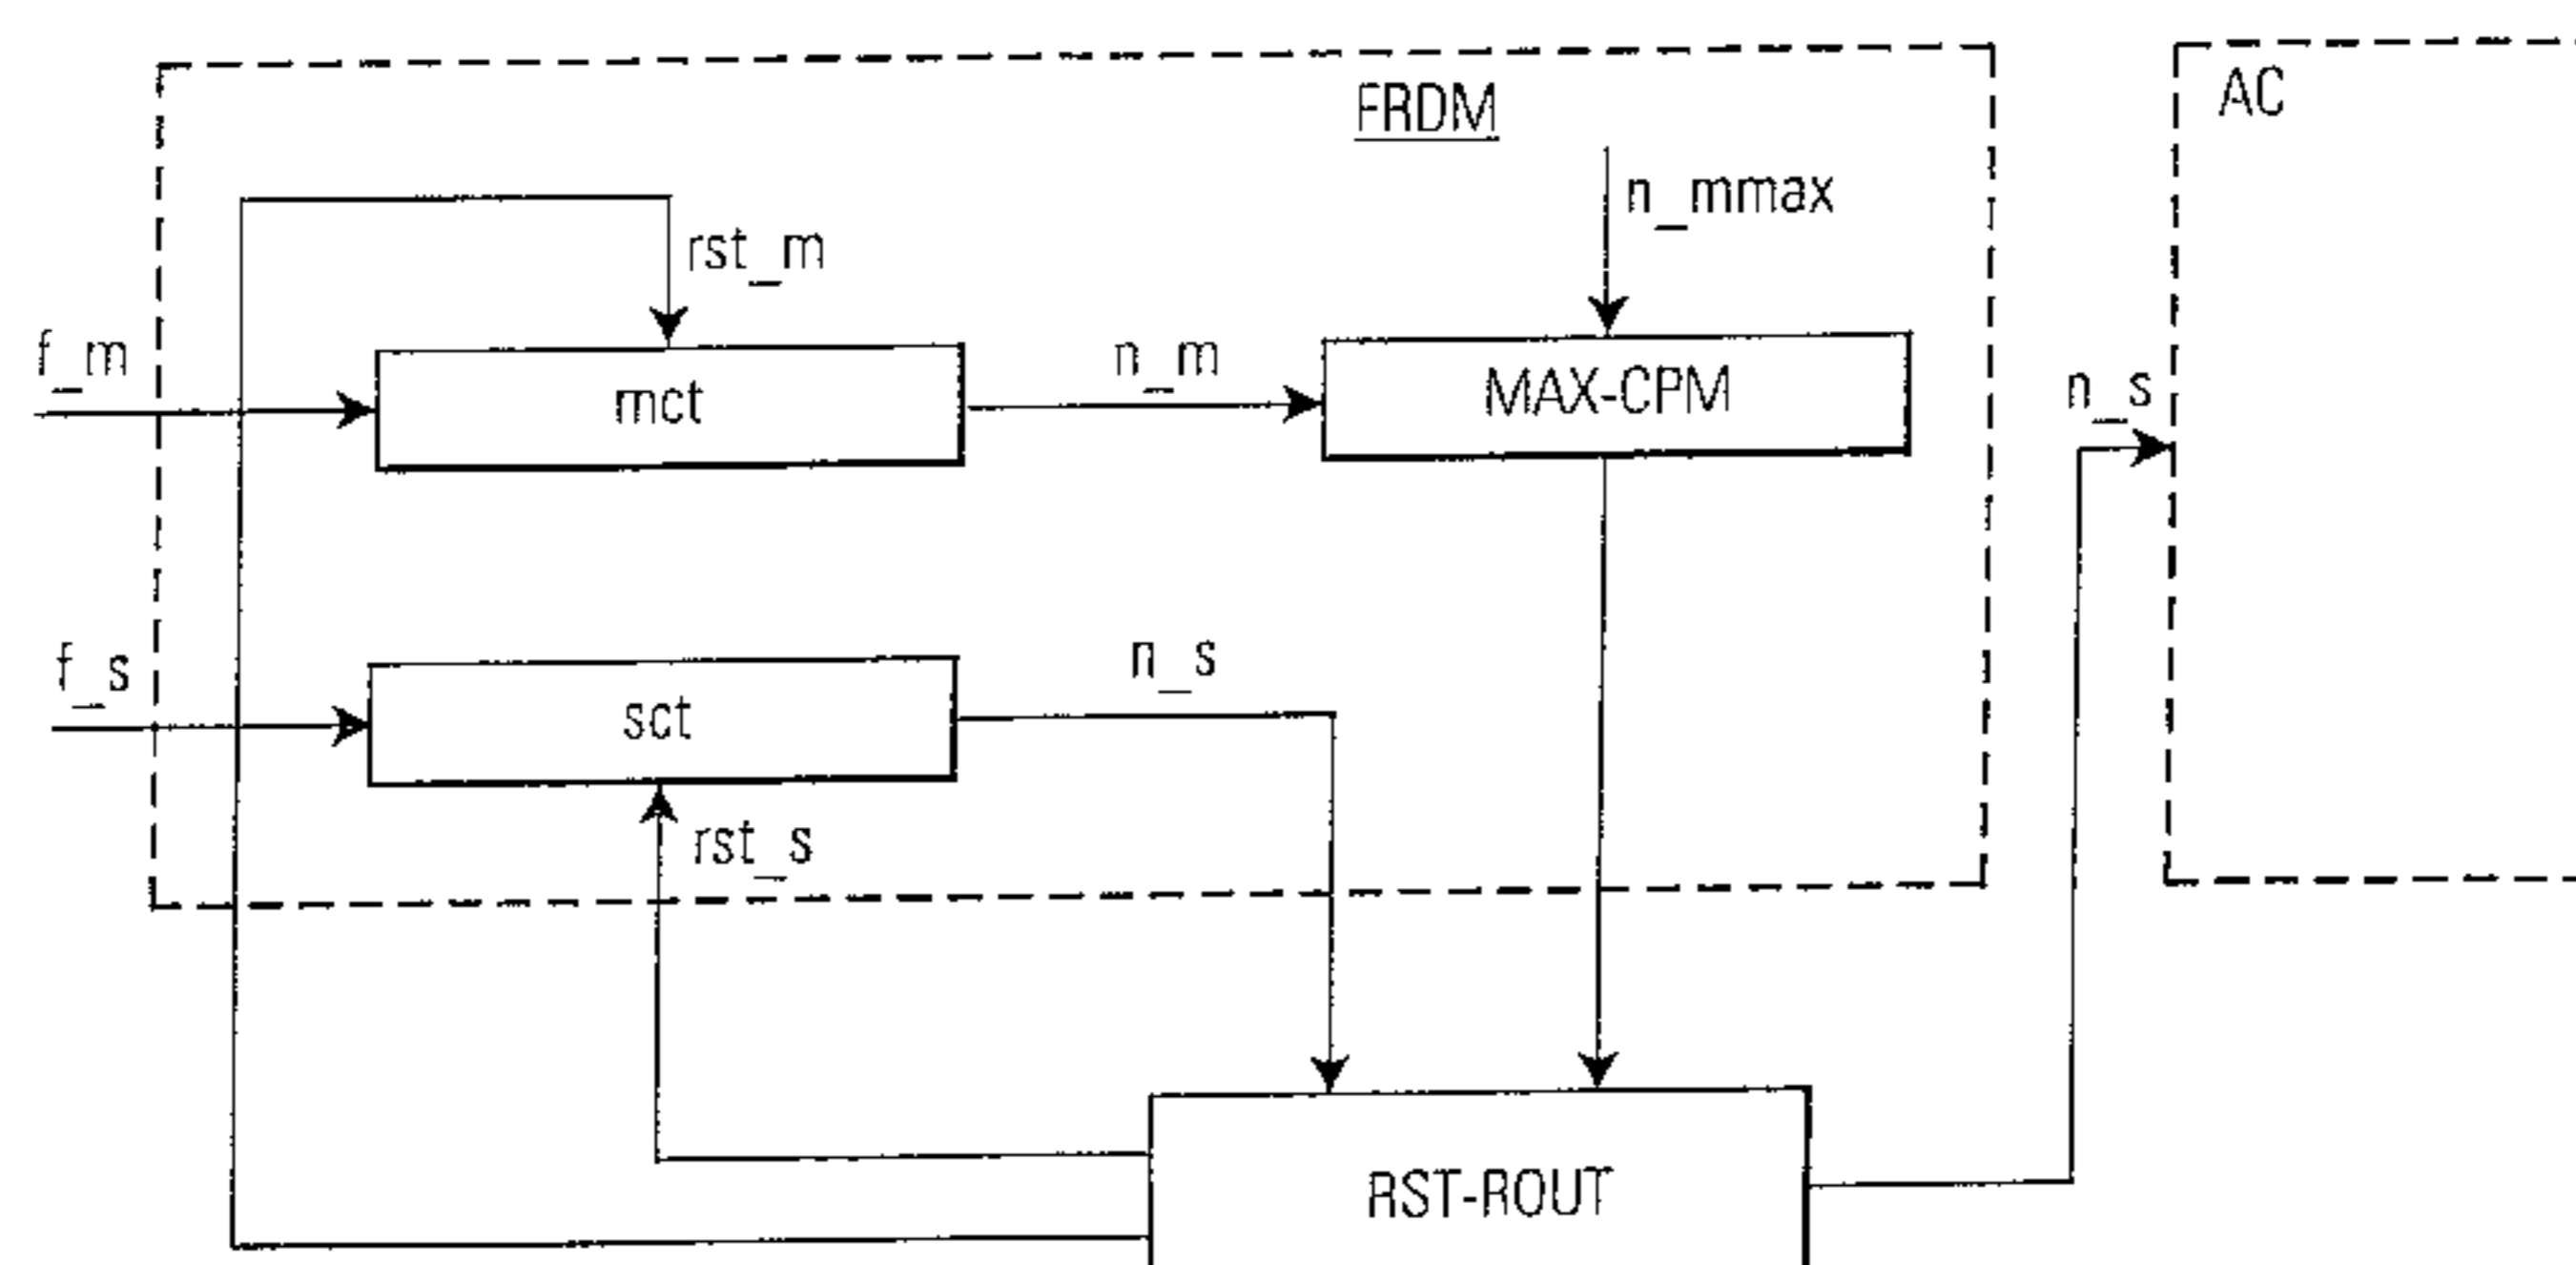 FRDM
AC
n_mmax
rst_m
f_m
mct
n_m
MAX-CPM
n_s
f_s
sct
n_s
rst_s
RST-ROUT